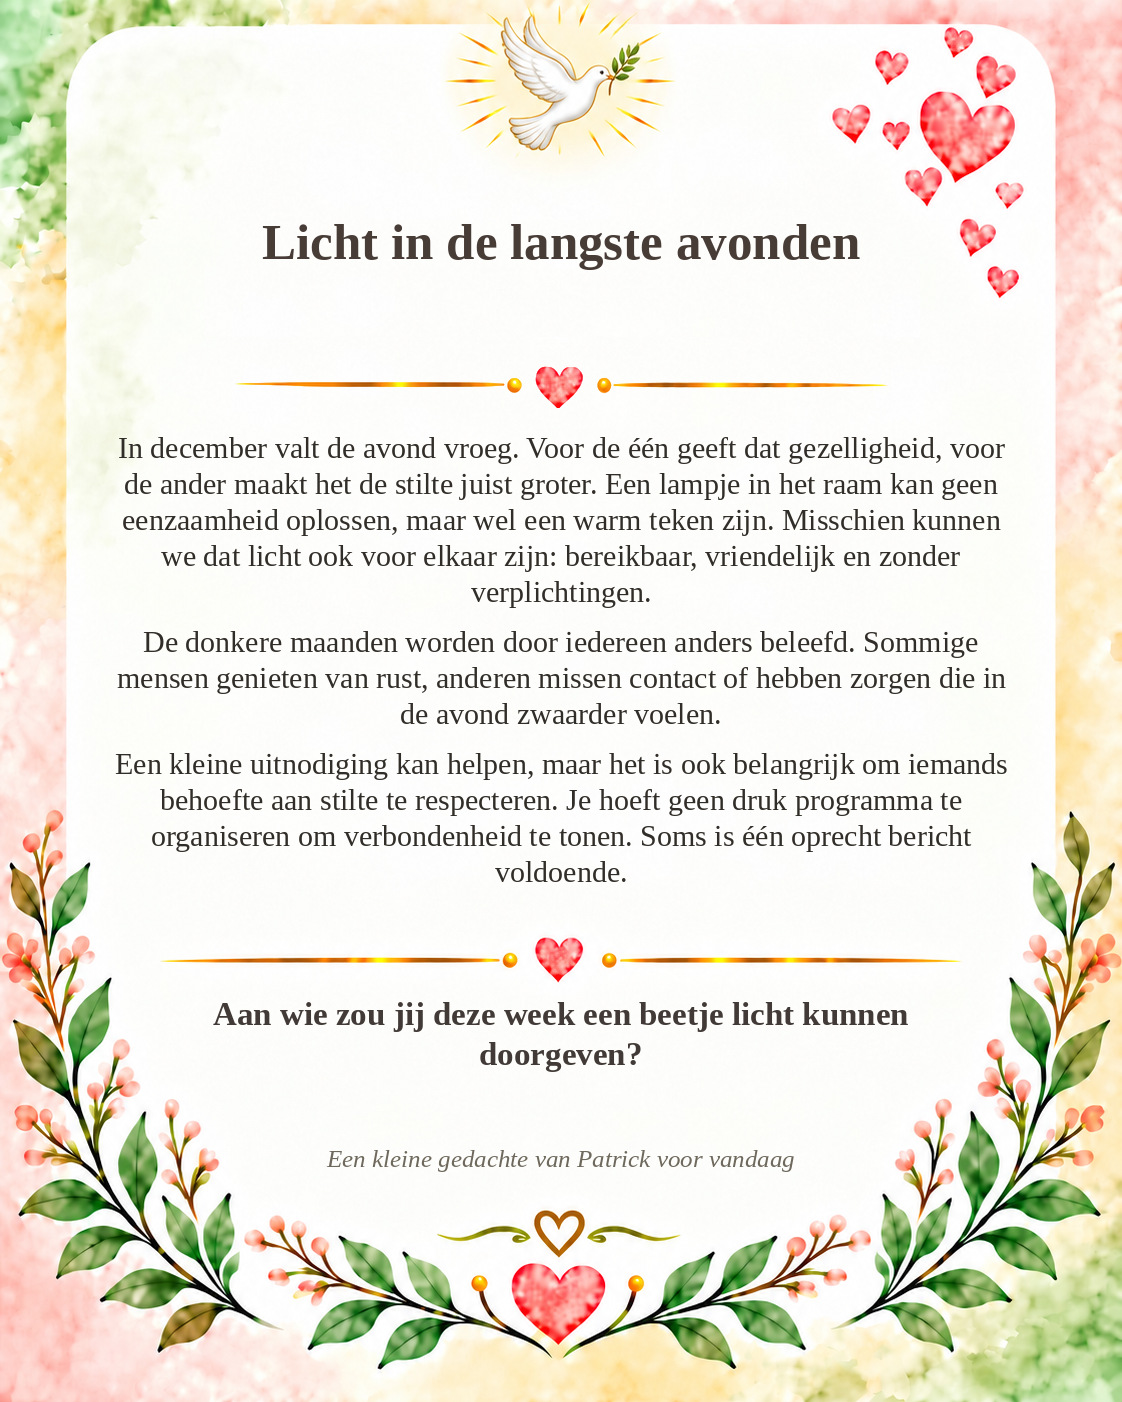 Licht in de langste avonden
In december valt de avond vroeg. Voor de één geeft dat gezelligheid, voor
de ander maakt het de stilte juist groter. Een lampje in het raam kan geen
eenzaamheid oplossen, maar wel een warm teken zijn. Misschien kunnen
we dat licht ook voor elkaar zijn: bereikbaar, vriendelijk en zonder
verplichtingen.
De donkere maanden worden door iedereen anders beleefd. Sommige
mensen genieten van rust, anderen missen contact of hebben zorgen die in
de avond zwaarder voelen.
Een kleine uitnodiging kan helpen, maar het is ook belangrijk om iemands
behoefte aan stilte te respecteren. Je hoeft geen druk programma te
organiseren om verbondenheid te tonen. Soms is één oprecht bericht
voldoende.
Aan wie zou jij deze week een beetje licht kunnen
doorgeven?
Een kleine gedachte van Patrick voor vandaag